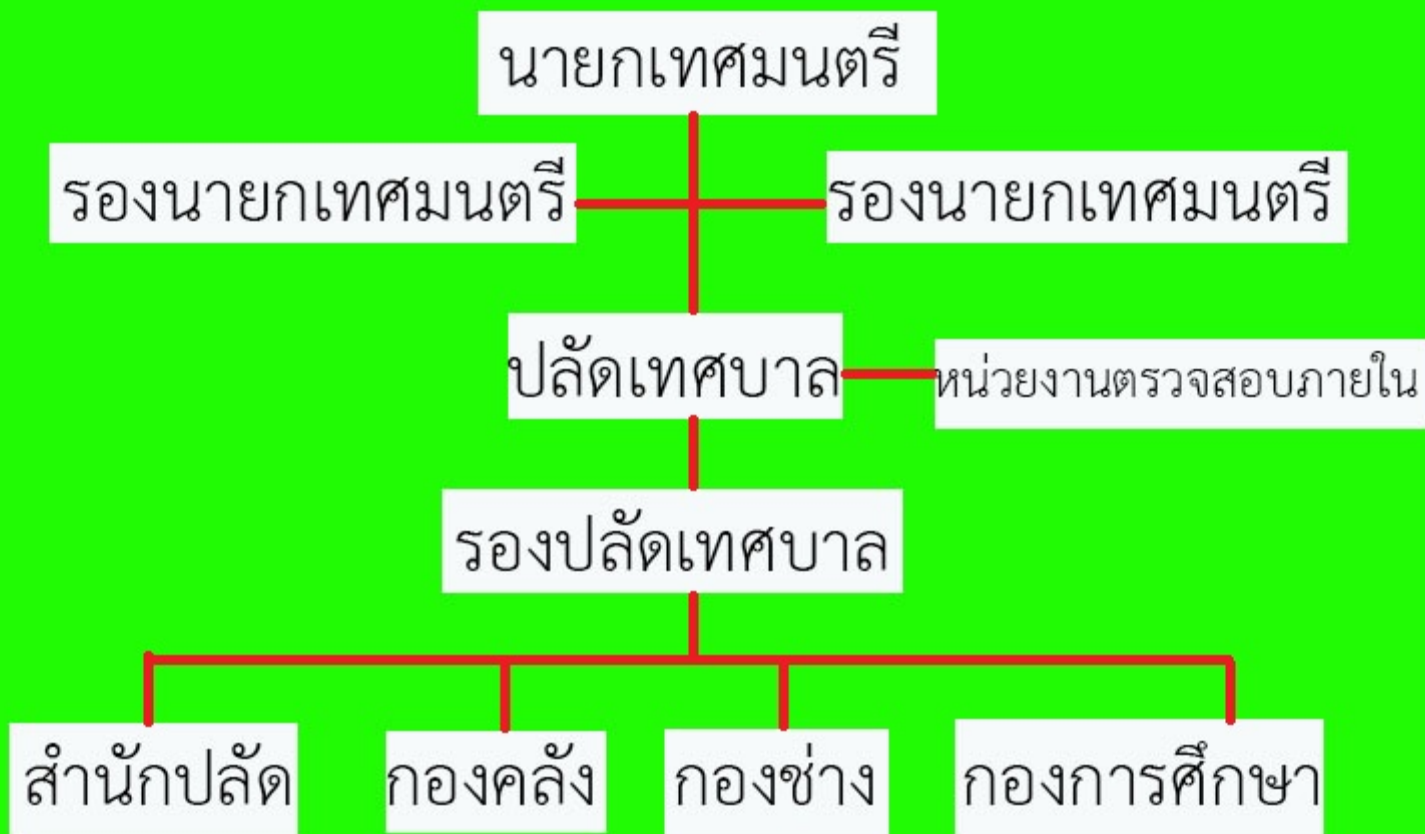 นายกเทศมนตรี
รองนายกเทศมนตรี
รองนายกเทศมนตรี
ปลัดเทศบาล
หน่วยงานตรวจสอบภายใน
รองปลัดเทศบาล
สำนักปลัด
กองคลัง
กองช่าง
กองการศึกษา